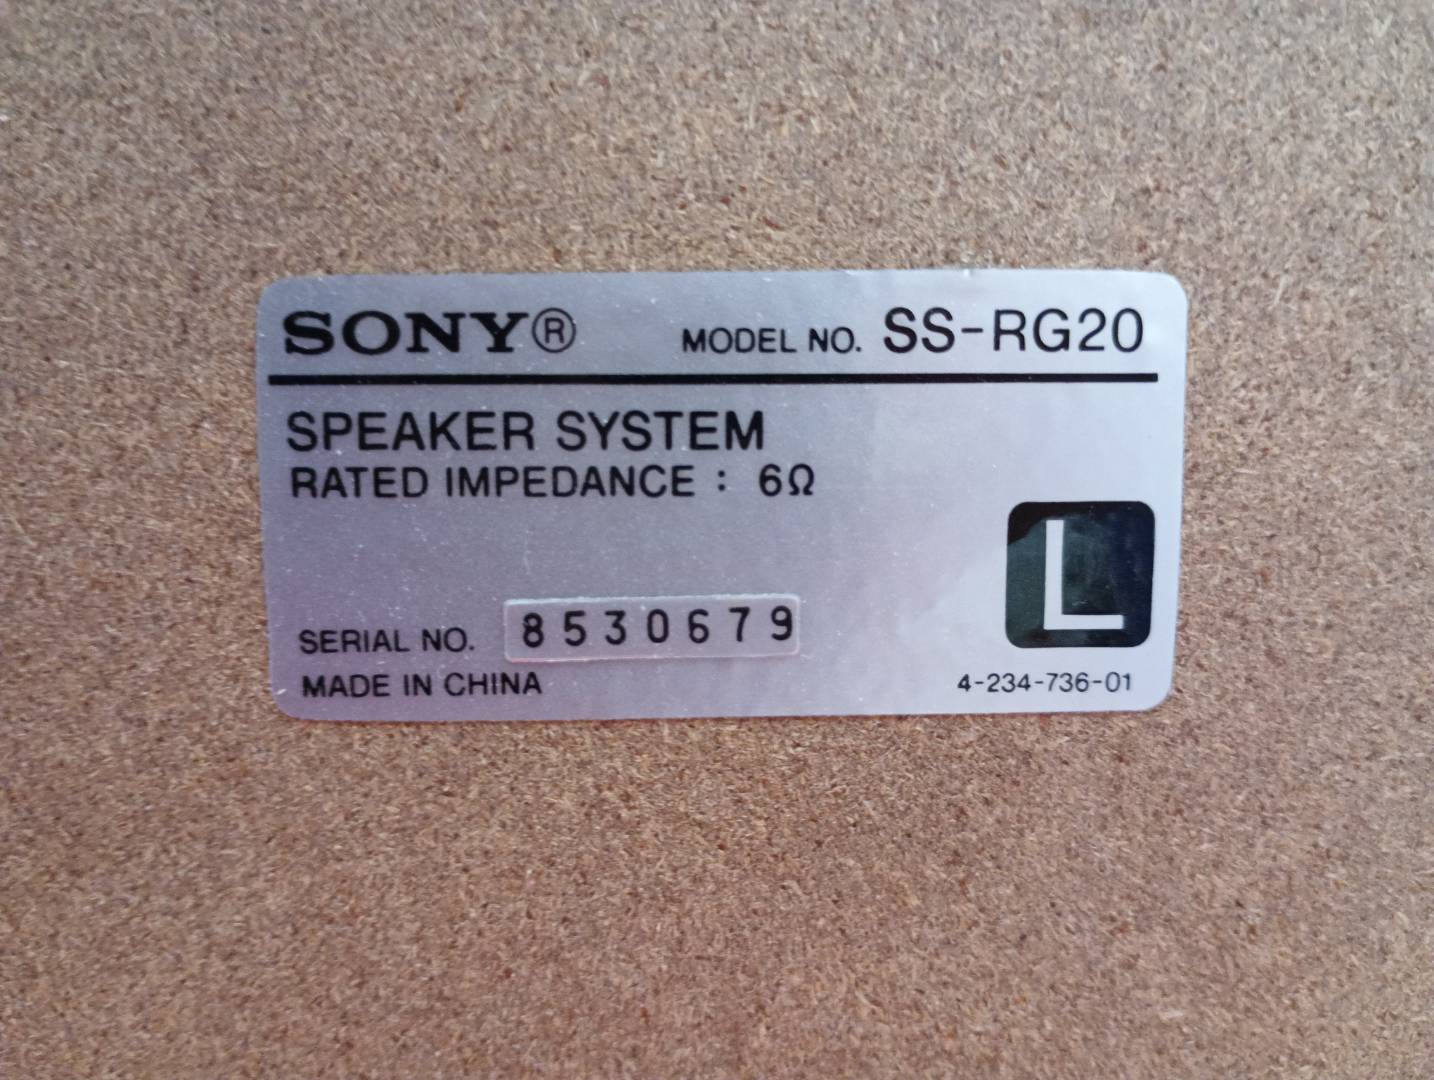 SONY® MODEL NO. SS-RG20
SPEAKER SYSTEM
RATED IMPEDANCE : 6Ω
L
SERIAL NO. 8530679
MADE IN CHINA 4-234-736-01